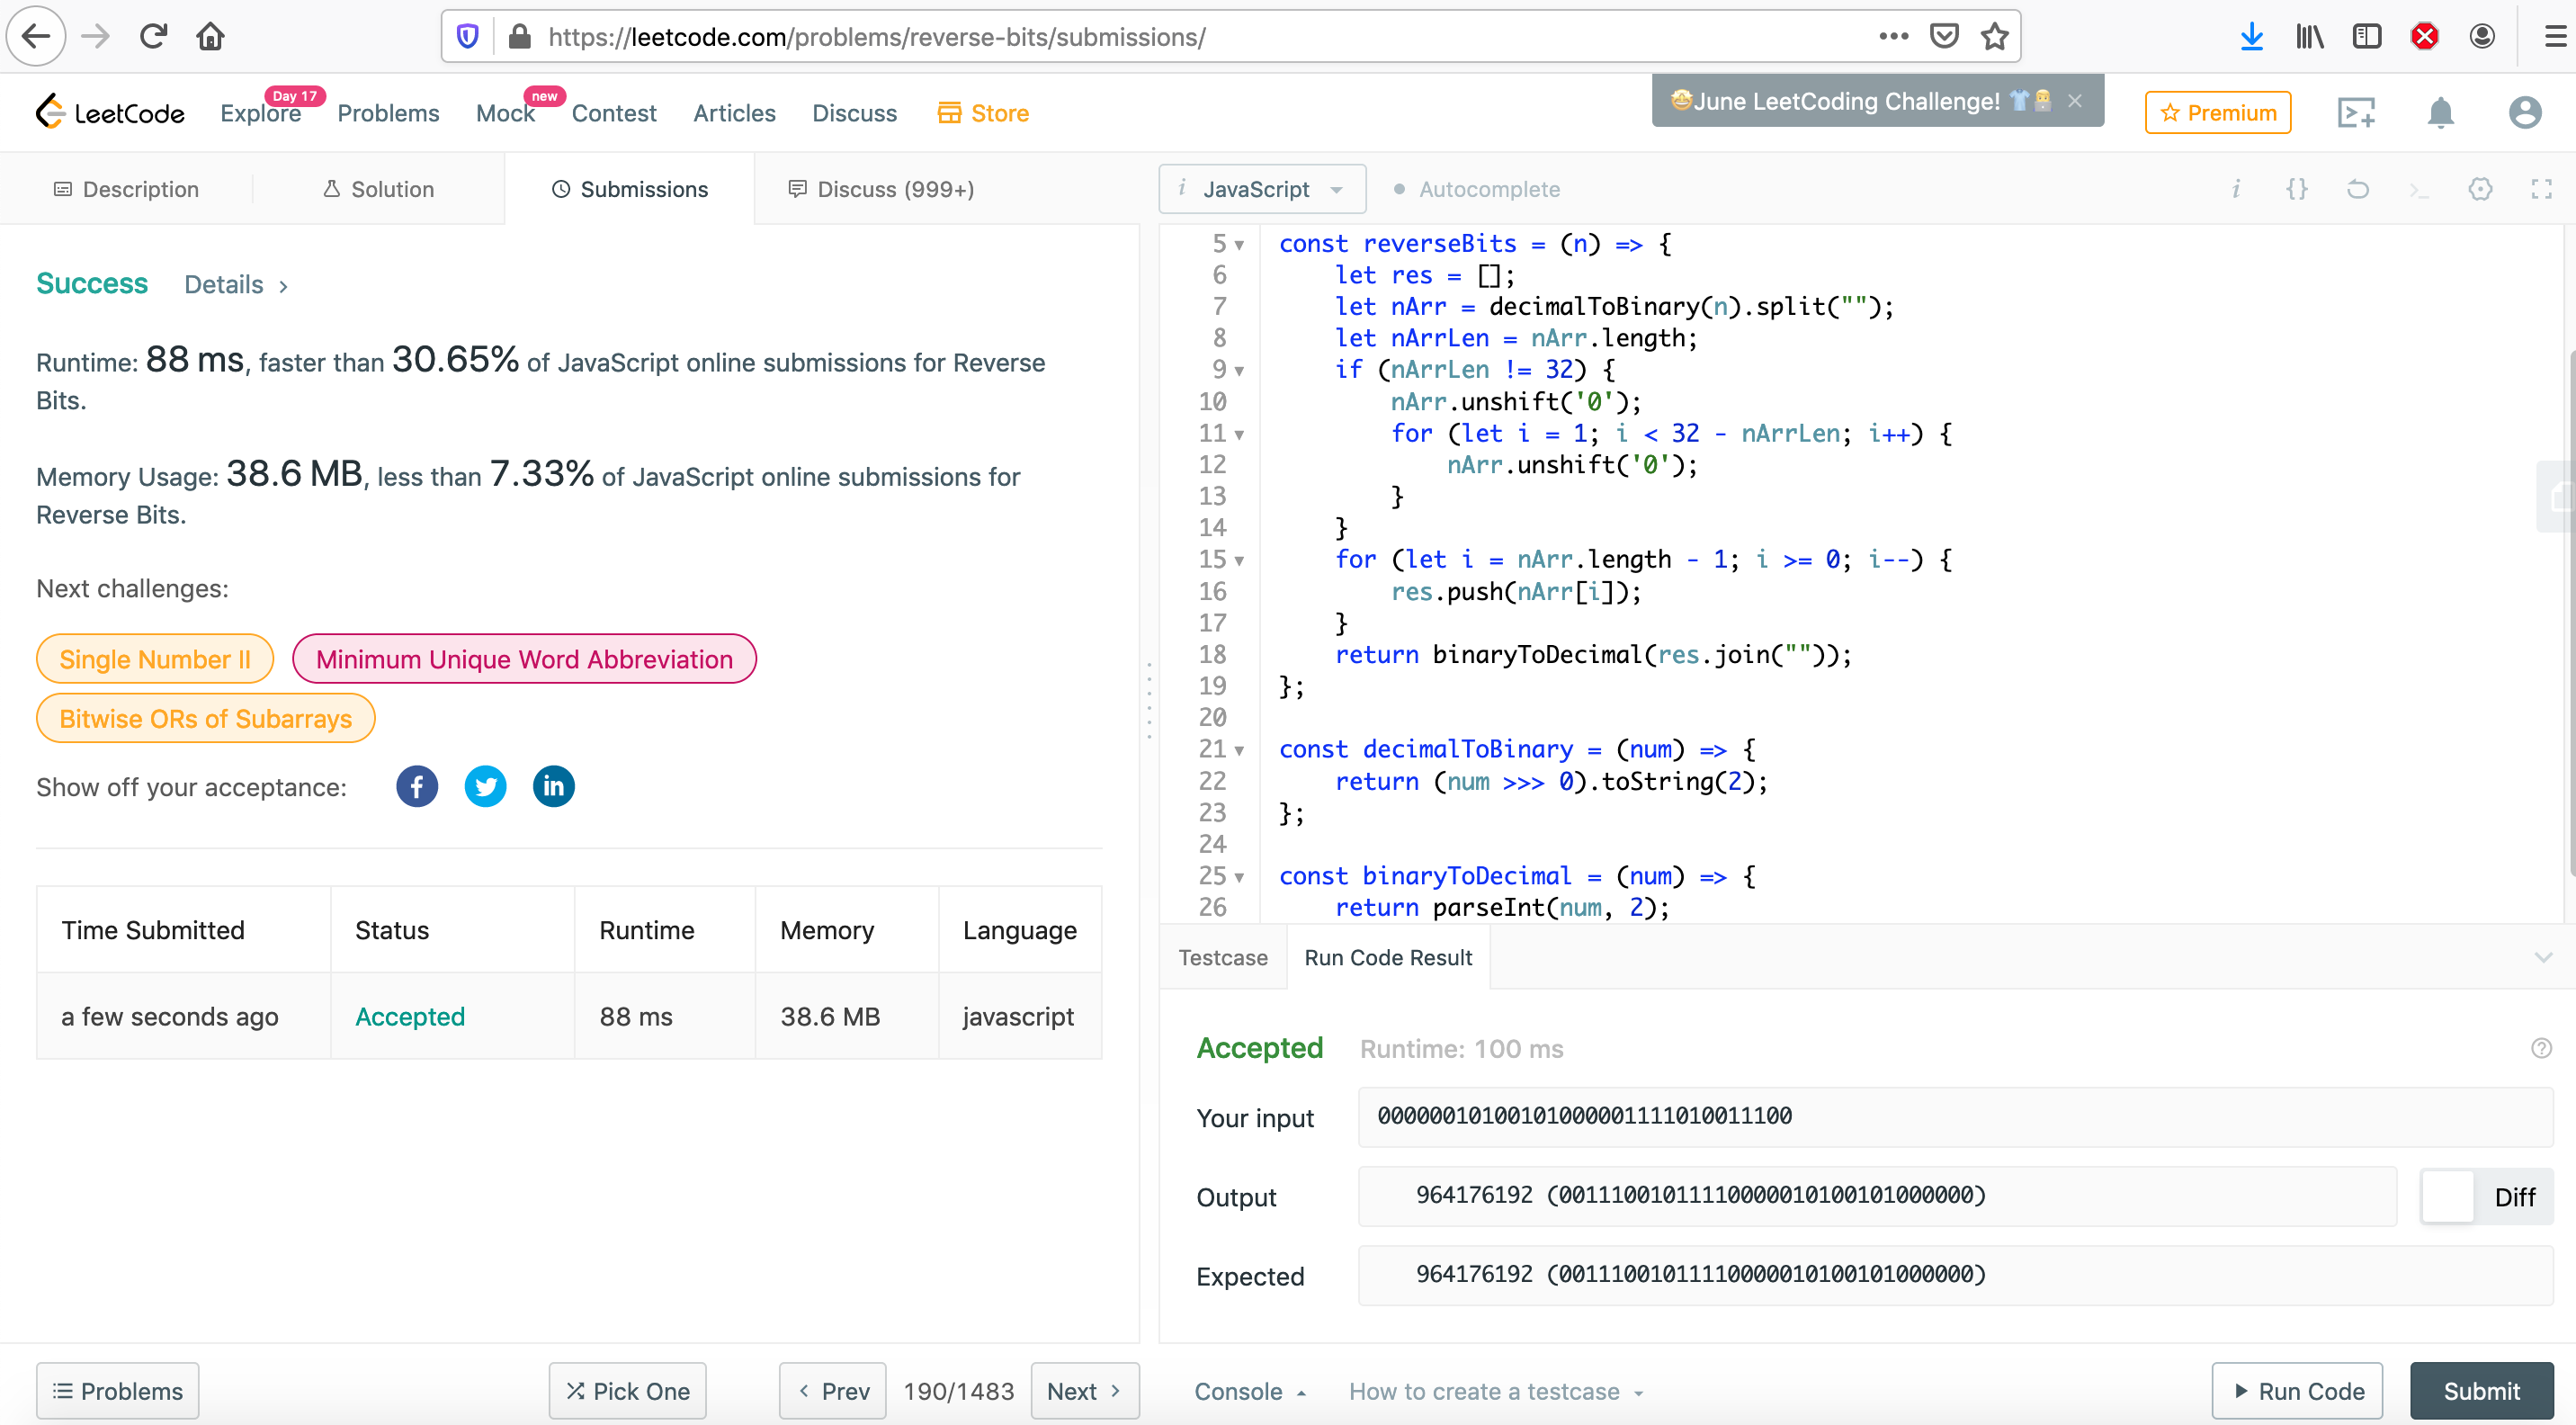 https://leetcode.com/problems/reverse-bits/submissions/
LeetCode
Explore
Day 17
Problems
Mock
new
Contest
Articles
Discuss
Store
🤩June LeetCoding Challenge! 👕👩‍💻 ×
Premium
Description
Solution
Submissions
Discuss (999+)
i JavaScript
Autocomplete
Success Details >
Runtime: 88 ms, faster than 30.65% of JavaScript online submissions for Reverse
Bits.
Memory Usage: 38.6 MB, less than 7.33% of JavaScript online submissions for
Reverse Bits.
Next challenges:
Single Number II
Minimum Unique Word Abbreviation
Bitwise ORs of Subarrays
Show off your acceptance:
Time Submitted Status Runtime Memory Language
a few seconds ago Accepted 88 ms 38.6 MB javascript
5 const reverseBits = (n) => {
6     let res = [];
7     let nArr = decimalToBinary(n).split("");
8     let nArrLen = nArr.length;
9     if (nArrLen != 32) {
10         nArr.unshift('0');
11         for (let i = 1; i < 32 - nArrLen; i++) {
12             nArr.unshift('0');
13         }
14     }
15     for (let i = nArr.length - 1; i >= 0; i--) {
16         res.push(nArr[i]);
17     }
18     return binaryToDecimal(res.join(""));
19 };
20
21 const decimalToBinary = (num) => {
22     return (num >>> 0).toString(2);
23 };
24
25 const binaryToDecimal = (num) => {
26     return parseInt(num, 2);
Testcase
Run Code Result
Accepted Runtime: 100 ms
Your input 00000010100101000001111010011100
Output 964176192 (00111001011110000010100101000000)
Diff
Expected 964176192 (00111001011110000010100101000000)
Problems
Pick One
Prev
190/1483
Next
Console
How to create a testcase
Run Code
Submit